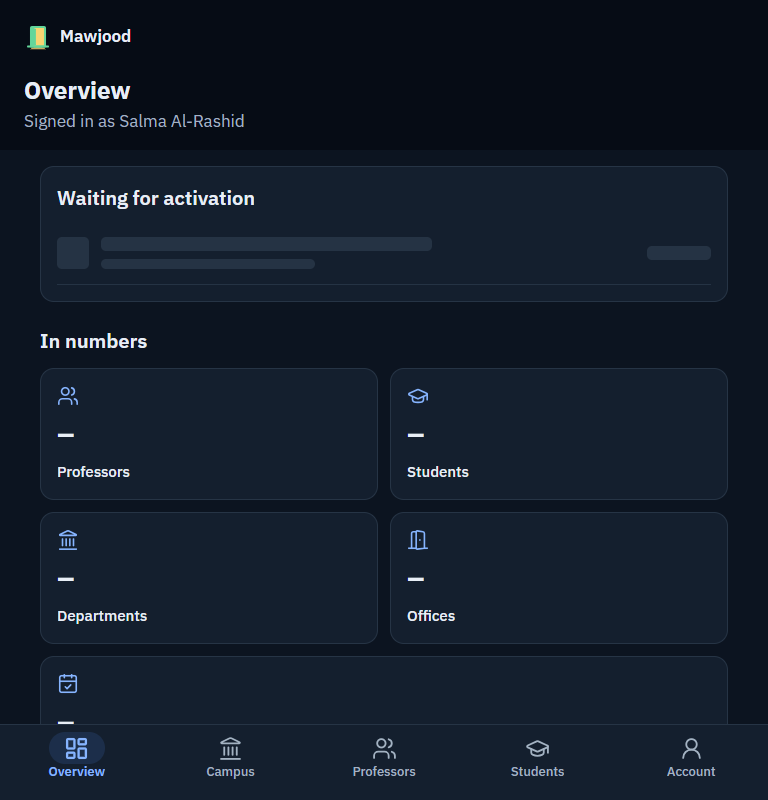 Mawjood
Overview
Signed in as Salma Al-Rashid
Waiting for activation
In numbers
–
Professors
–
Students
–
Departments
–
Offices
–
Overview
Campus
Professors
Students
Account